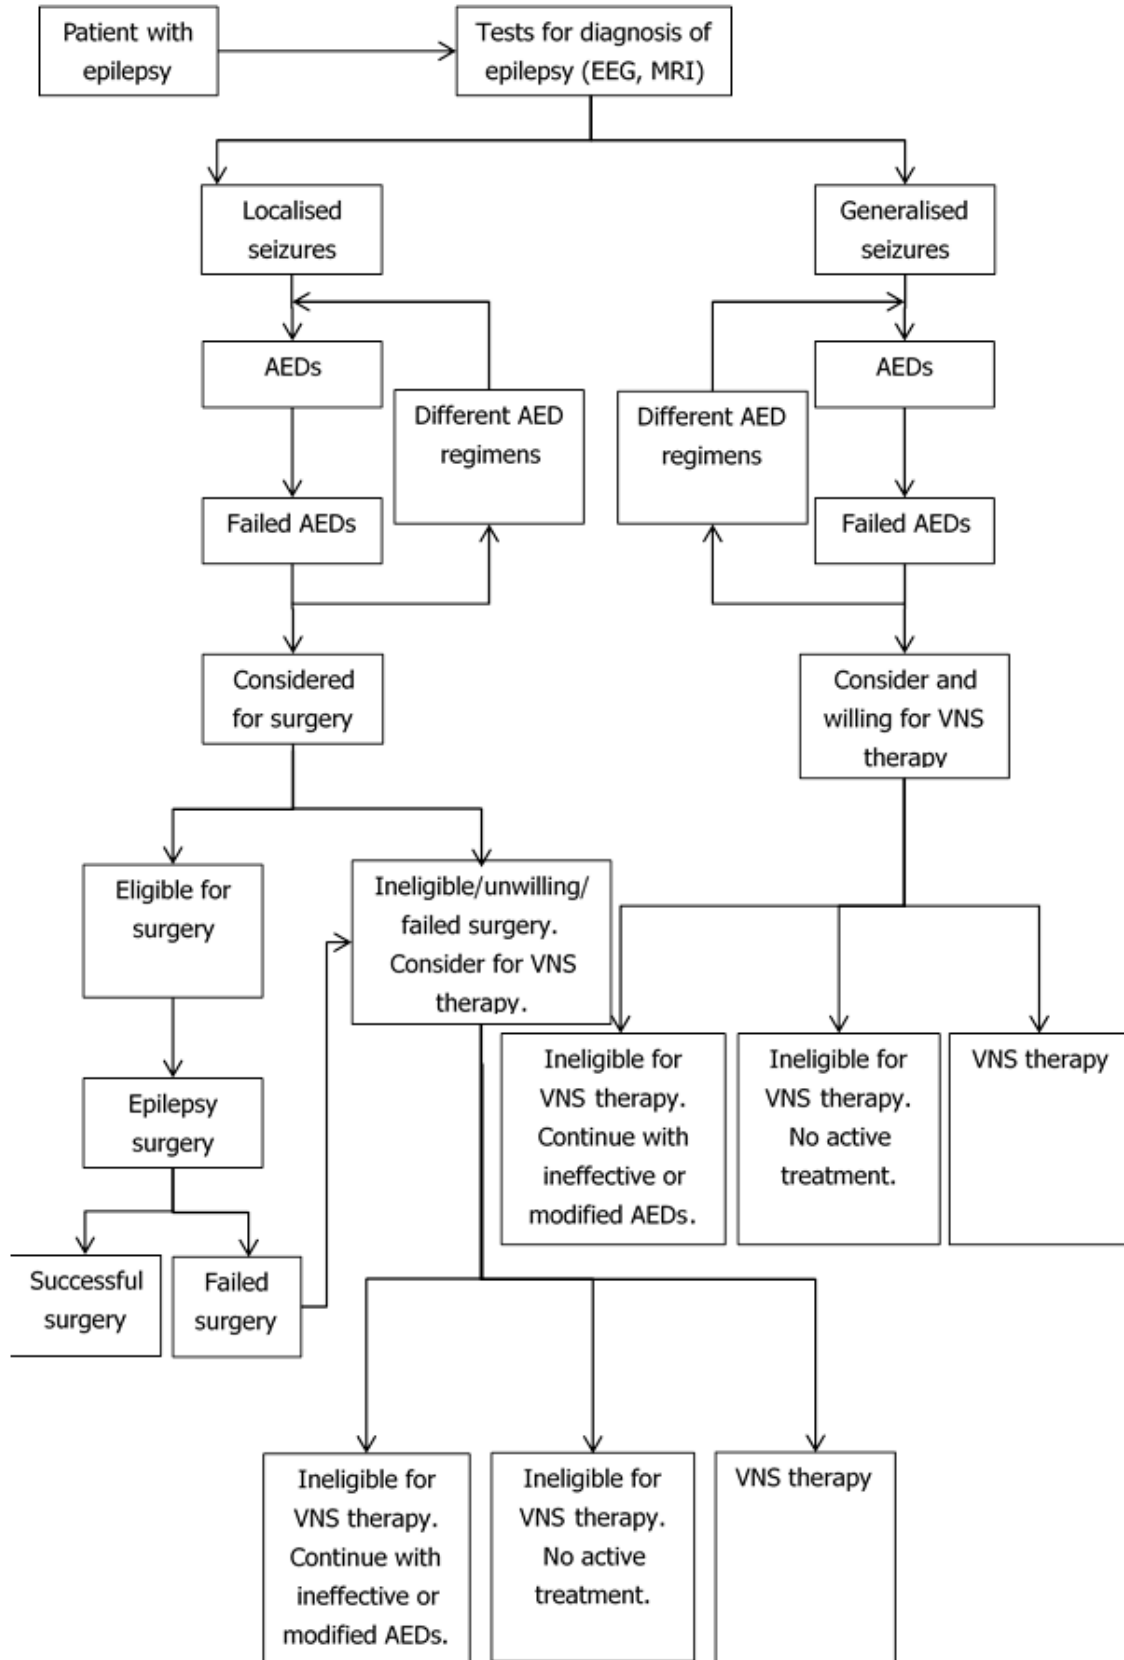 Patient with
epilepsy
Tests for diagnosis of
epilepsy (EEG, MRI)
Localised
seizures
Generalised
seizures
AEDs
Different AED
regimens
Failed AEDs
Different AED
regimens
AEDs
Failed AEDs
Considered
for surgery
Consider and
willing for VNS
therapy
Eligible for
surgery
Ineligible/unwilling/
failed surgery.
Consider for VNS
therapy.
Epilepsy
surgery
Successful
surgery
Failed
surgery
Ineligible for
VNS therapy.
Continue with
ineffective or
modified AEDs.
Ineligible for
VNS therapy.
No active
treatment.
VNS therapy
Ineligible for
VNS therapy.
Continue with
ineffective or
modified AEDs.
Ineligible for
VNS therapy.
No active
treatment.
VNS therapy